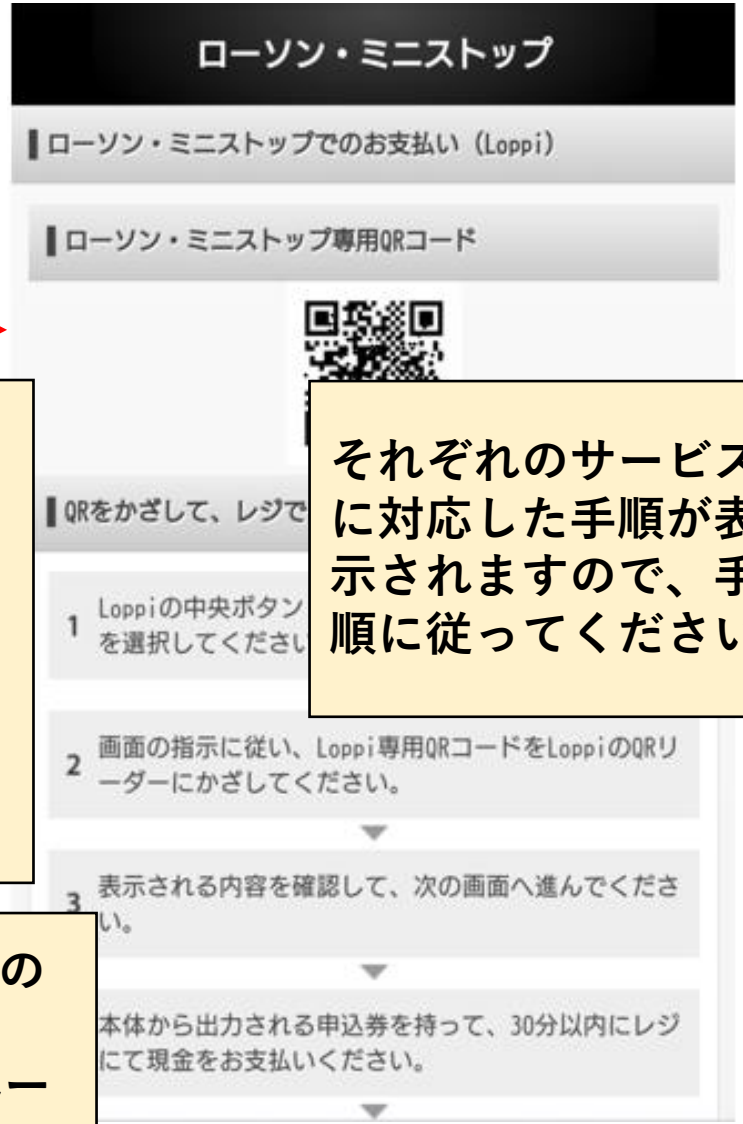 ローソン・ミニストップ
ローソン・ミニストップでのお支払い（Loppi）
ローソン・ミニストップ専用QRコード
それぞれのサービス
に対応した手順が表
示されますので、手
順に従ってください
QRをかざして、レジで
1 Loppiの中央ボタン
を選択してください
2 画面の指示に従い、Loppi専用QRコードをLoppiのQRリ
ーダーにかざしてください。
3 表示される内容を確認して、次の画面へ進んでくださ
い。
の
ー
本体から出力される申込券を持って、30分以内にレジ
にて現金をお支払いください。